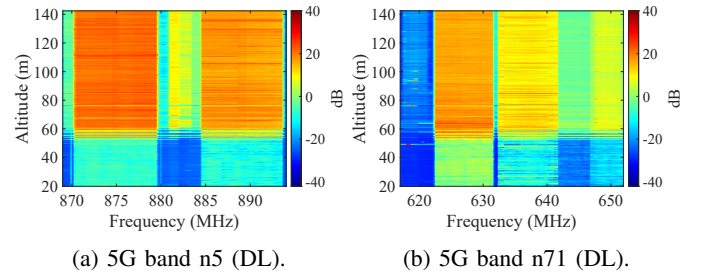 140
120
100
80
60
40
20
Altitude (m)
870 875 880 885 890
Frequency (MHz)
40
20
0
-20
-40
dB
(a) 5G band n5 (DL).
140
120
100
80
60
40
20
Altitude (m)
620 630 640 650
Frequency (MHz)
40
20
0
-20
-40
dB
(b) 5G band n71 (DL).